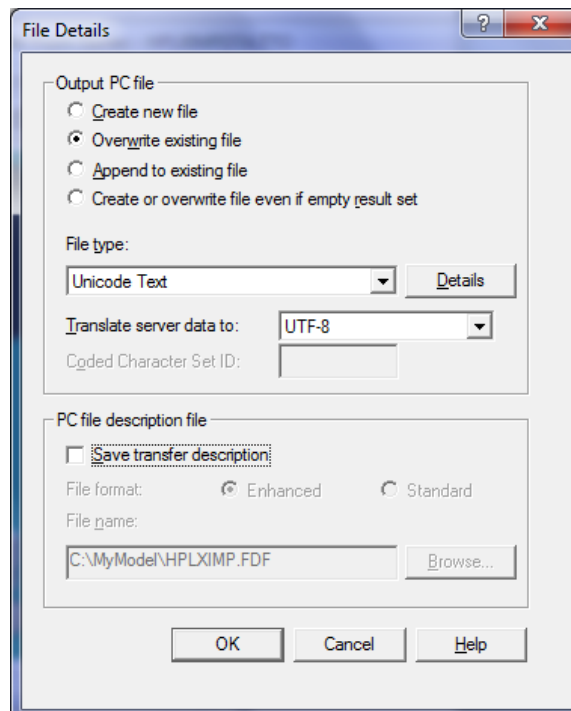 File Details
Output PC file
Create new file
Overwrite existing file
Append to existing file
Create or overwrite file even if empty result set
File type:
Unicode Text Details
Translate server data to: UTF-8
Coded Character Set ID:
PC file description file
Save transfer description
File format: Enhanced Standard
File name:
C:\MyModel\HPLXIMP.FDF Browse...
OK Cancel Help